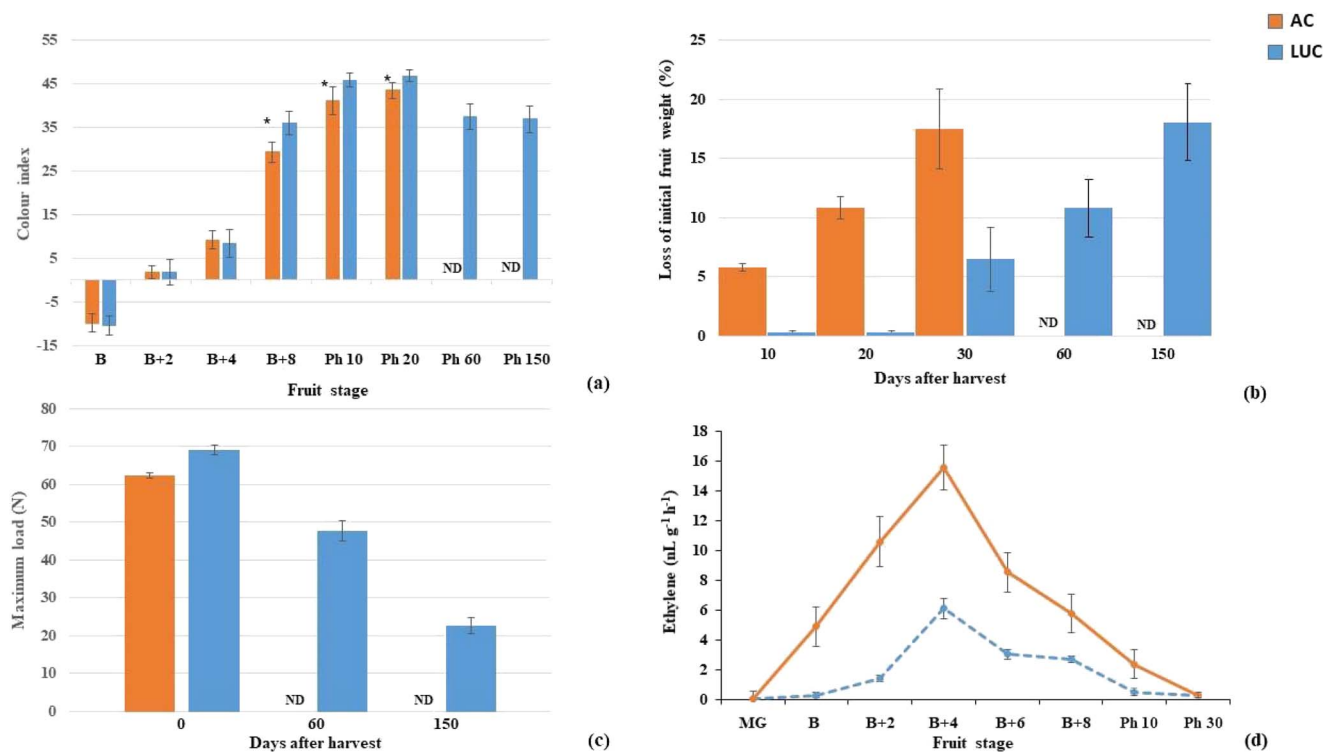 AC
LUC
55
45
35
25
15
5
-5
-15
Colour index
* * *
ND ND
B B+2 B+4 B+8 Ph 10 Ph 20 Ph 60 Ph 150
Fruit stage
(a)
25
20
15
10
5
0
Loss of initial fruit weight (%)
ND ND
10 20 30 60 150
Days after harvest
(b)
80
70
60
50
40
30
20
10
0
Maximum load (N)
ND ND
0 60 150
Days after harvest
(c)
18
16
14
12
10
8
6
4
2
0
Ethylene (nL g⁻¹ h⁻¹)
MG B B+2 B+4 B+6 B+8 Ph 10 Ph 30
Fruit stage
(d)